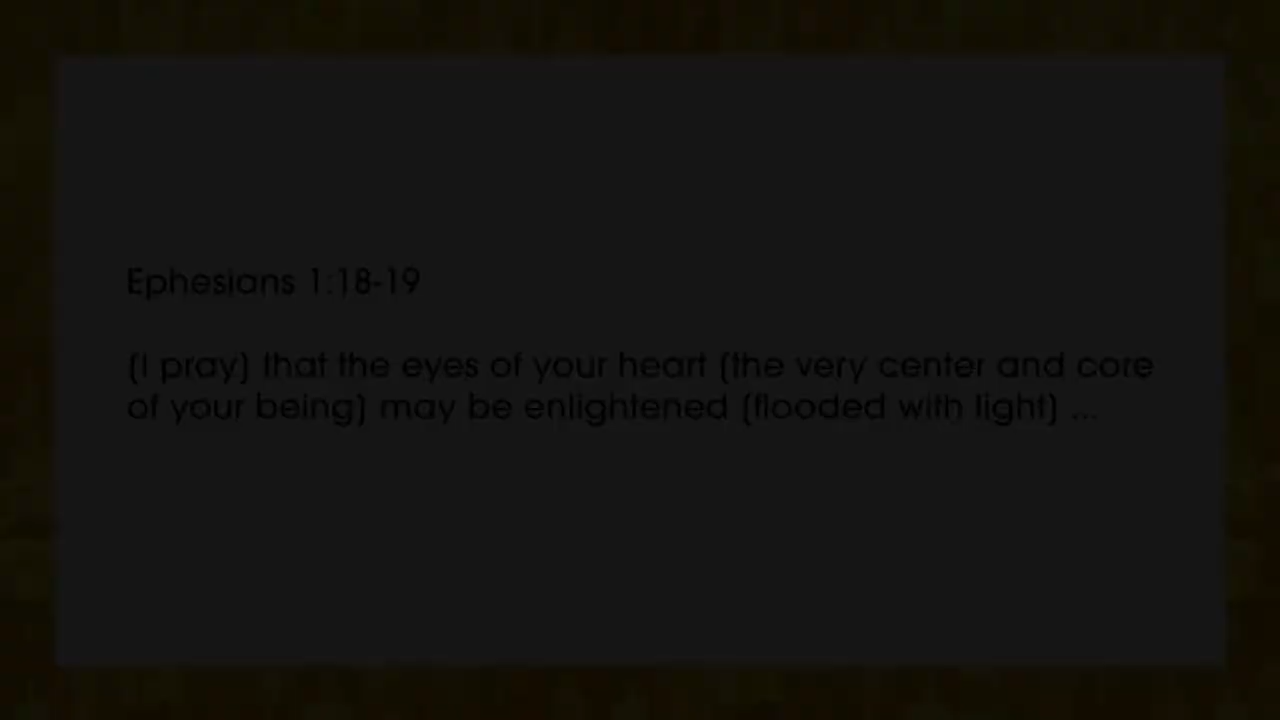 Ephesians 1:18-19
(I pray) that the eyes of your heart (the very center and core
of your being) may be enlightened (flooded with light) ...